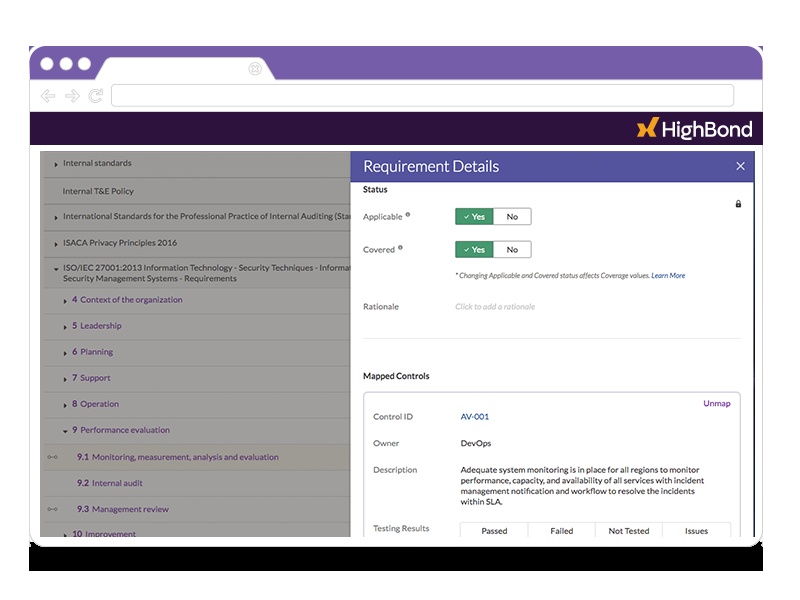 HighBond
Internal standards
Internal T&E Policy
International Standards for the Professional Practice of Internal Auditing (Sta
ISACA Privacy Principles 2016
ISO/IEC 27001:2013 Information Technology - Security Techniques - Informat
Security Management Systems - Requirements
4 Context of the organization
5 Leadership
6 Planning
7 Support
8 Operation
9 Performance evaluation
9.1 Monitoring, measurement, analysis and evaluation
9.2 Internal audit
9.3 Management review
10 Improvement
Requirement Details
Status
Applicable
Yes No
Covered
Yes No
* Changing Applicable and Covered status affects Coverage values. Learn More
Rationale Click to add a rationale
Mapped Controls
Unmap
Control ID AV-001
Owner DevOps
Description Adequate system monitoring is in place for all regions to monitor
performance, capacity, and availability of all services with incident
management notification and workflow to resolve the incidents
within SLA.
Testing Results Passed Failed Not Tested Issues